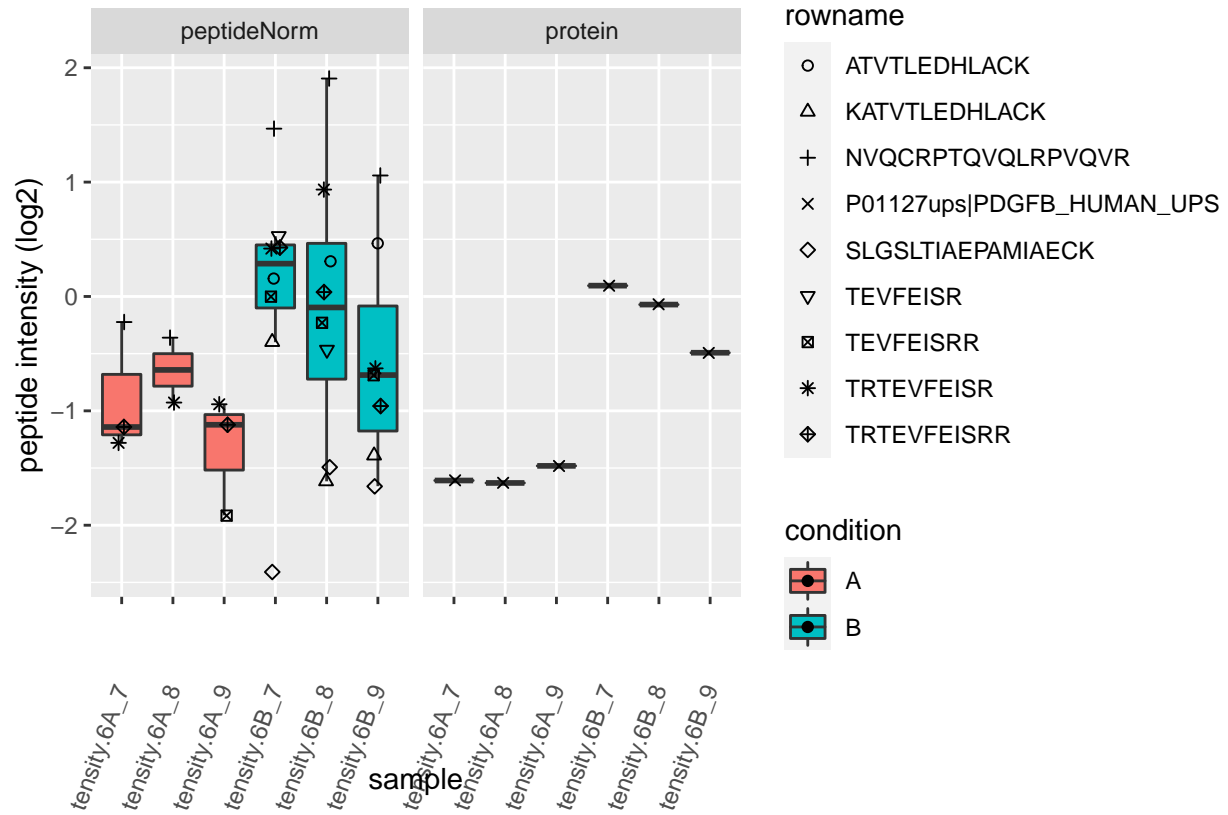 peptideNorm
protein
peptide intensity (log2)
2
1
0
−1
−2
tensity.6A_7
tensity.6A_8
tensity.6A_9
tensity.6B_7
tensity.6B_8
tensity.6B_9
tensity.6A_7
tensity.6A_8
tensity.6A_9
tensity.6B_7
tensity.6B_8
tensity.6B_9
sample
rowname
ATVTLEDHLACK
KATVTLEDHLACK
NVQCRPTQVQLRPVQVR
P01127ups|PDGFB_HUMAN_UPS
SLGSLTIAEPAMIAECK
TEVFEISR
TEVFEISRR
TRTEVFEISR
TRTEVFEISRR
condition
A
B